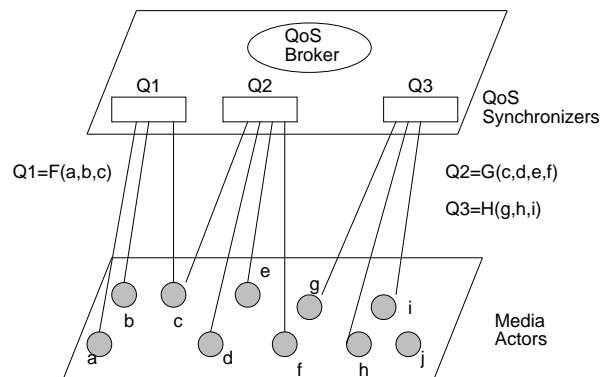 QoS
Broker
Q1
Q2
Q3
QoS
Synchronizers
Q1=F(a,b,c)
Q2=G(c,d,e,f)
Q3=H(g,h,i)
e
g
b
c
i
a
d
f
h
j
Media
Actors